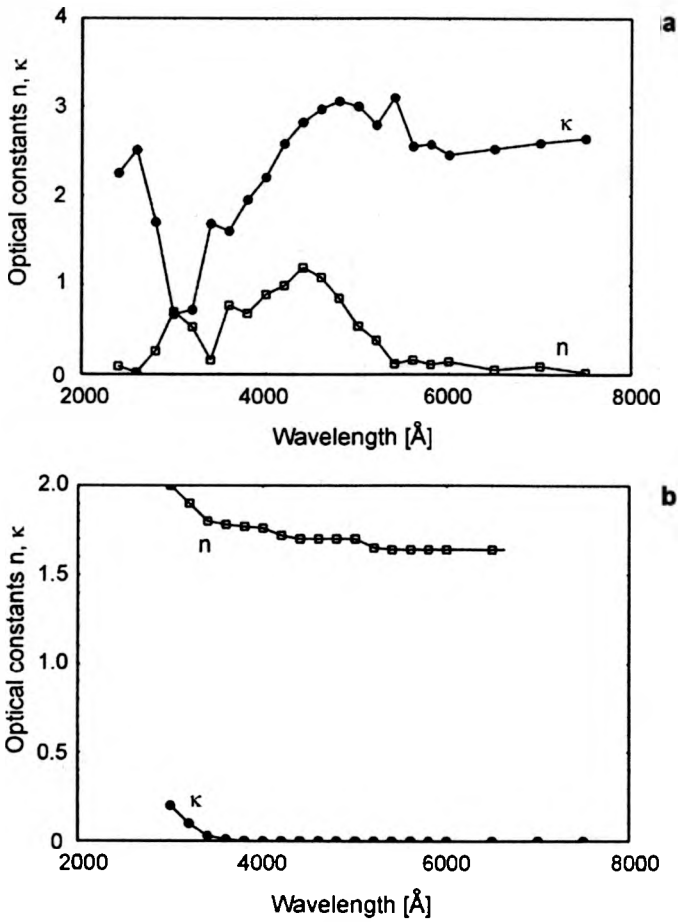 a
4
3
2
1
0
Optical constants n, κ
κ
n
2000 4000 6000 8000
Wavelength [Å]
b
2.0
1.5
1.0
0.5
0
Optical constants n, κ
n
κ
2000 4000 6000 8000
Wavelength [Å]